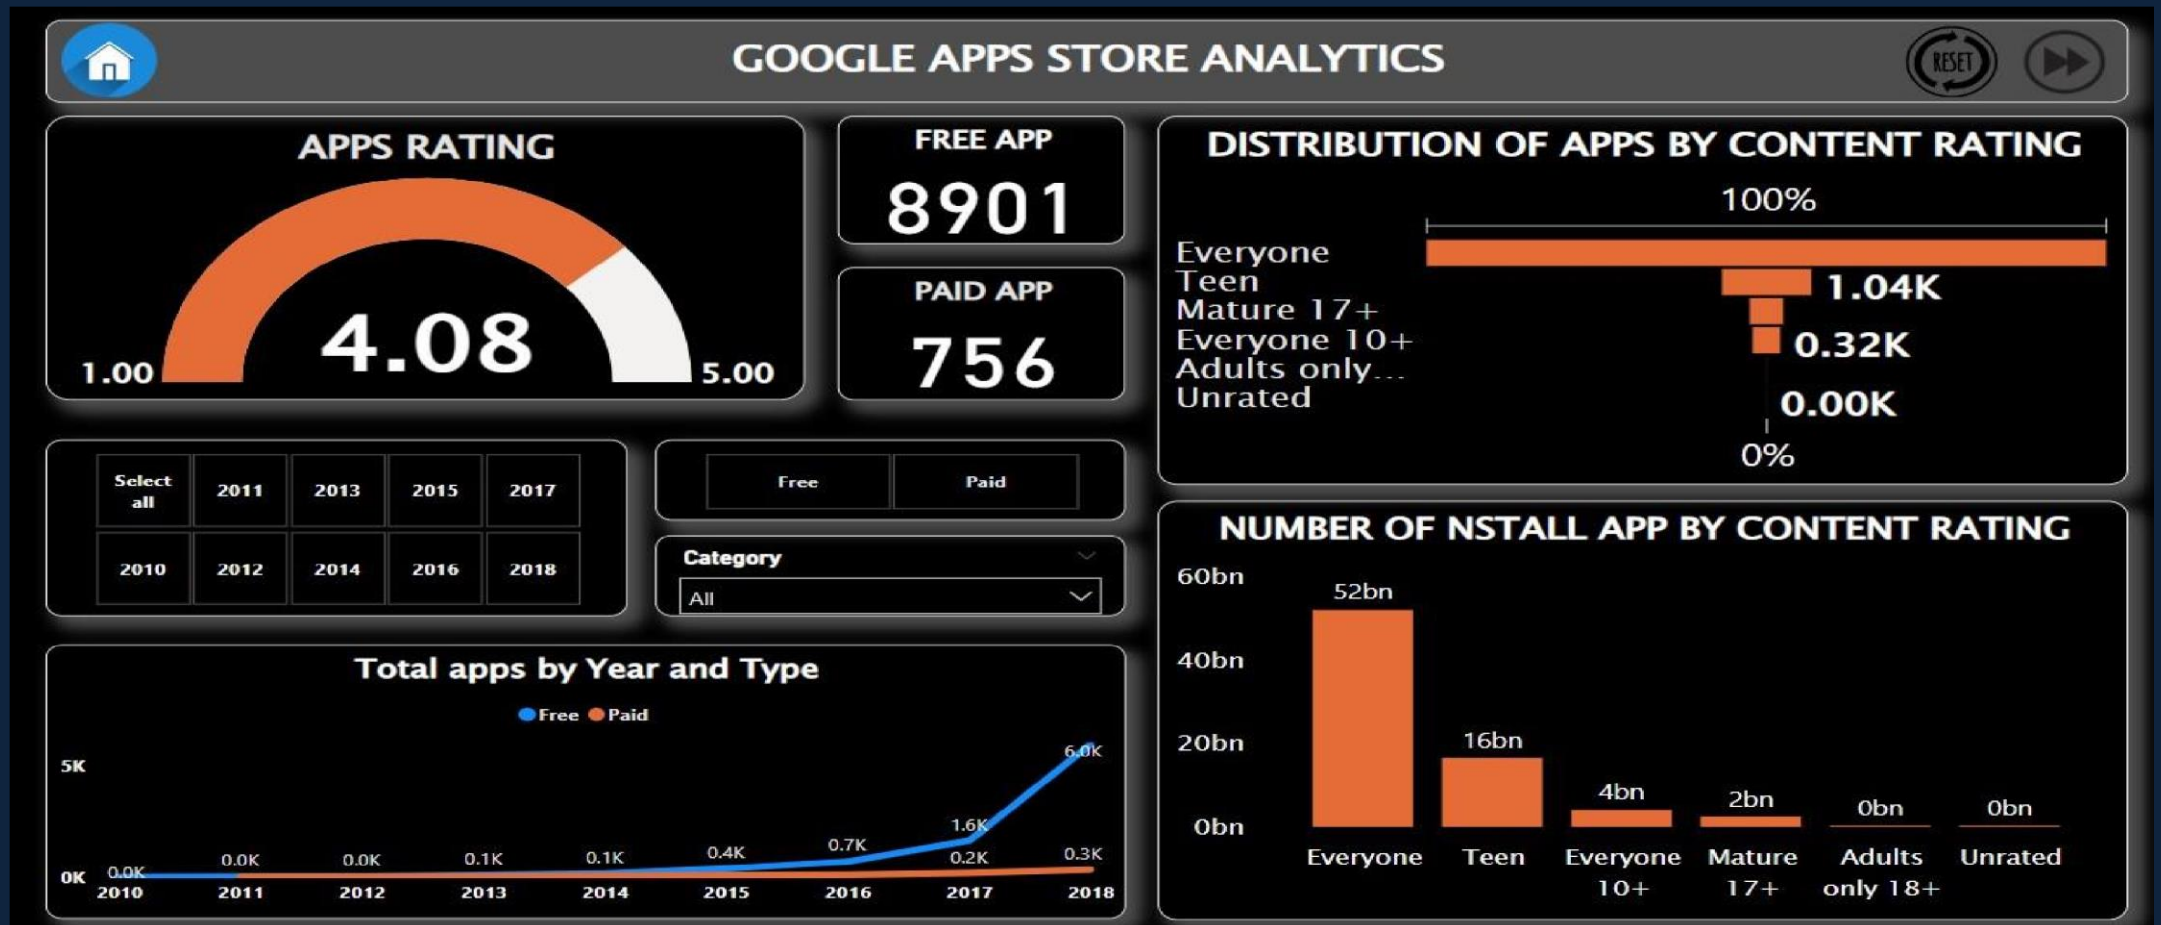 GOOGLE APPS STORE ANALYTICS
RESET
APPS RATING
4.08
1.00
5.00
FREE APP
8901
PAID APP
756
DISTRIBUTION OF APPS BY CONTENT RATING
100%
Everyone
Teen
1.04K
Mature 17+
Everyone 10+
0.32K
Adults only...
Unrated
0.00K
0%
Select all
2011
2013
2015
2017
2010
2012
2014
2016
2018
Free
Paid
Category
All
Total apps by Year and Type
Free
Paid
5K
0K
0.0K
0.0K
0.0K
0.1K
0.1K
0.4K
0.7K
1.6K
0.2K
6.0K
0.3K
2010
2011
2012
2013
2014
2015
2016
2017
2018
NUMBER OF NSTALL APP BY CONTENT RATING
60bn
40bn
20bn
0bn
52bn
16bn
4bn
2bn
0bn
0bn
Everyone
Teen
Everyone
10+
Mature
17+
Adults
only 18+
Unrated